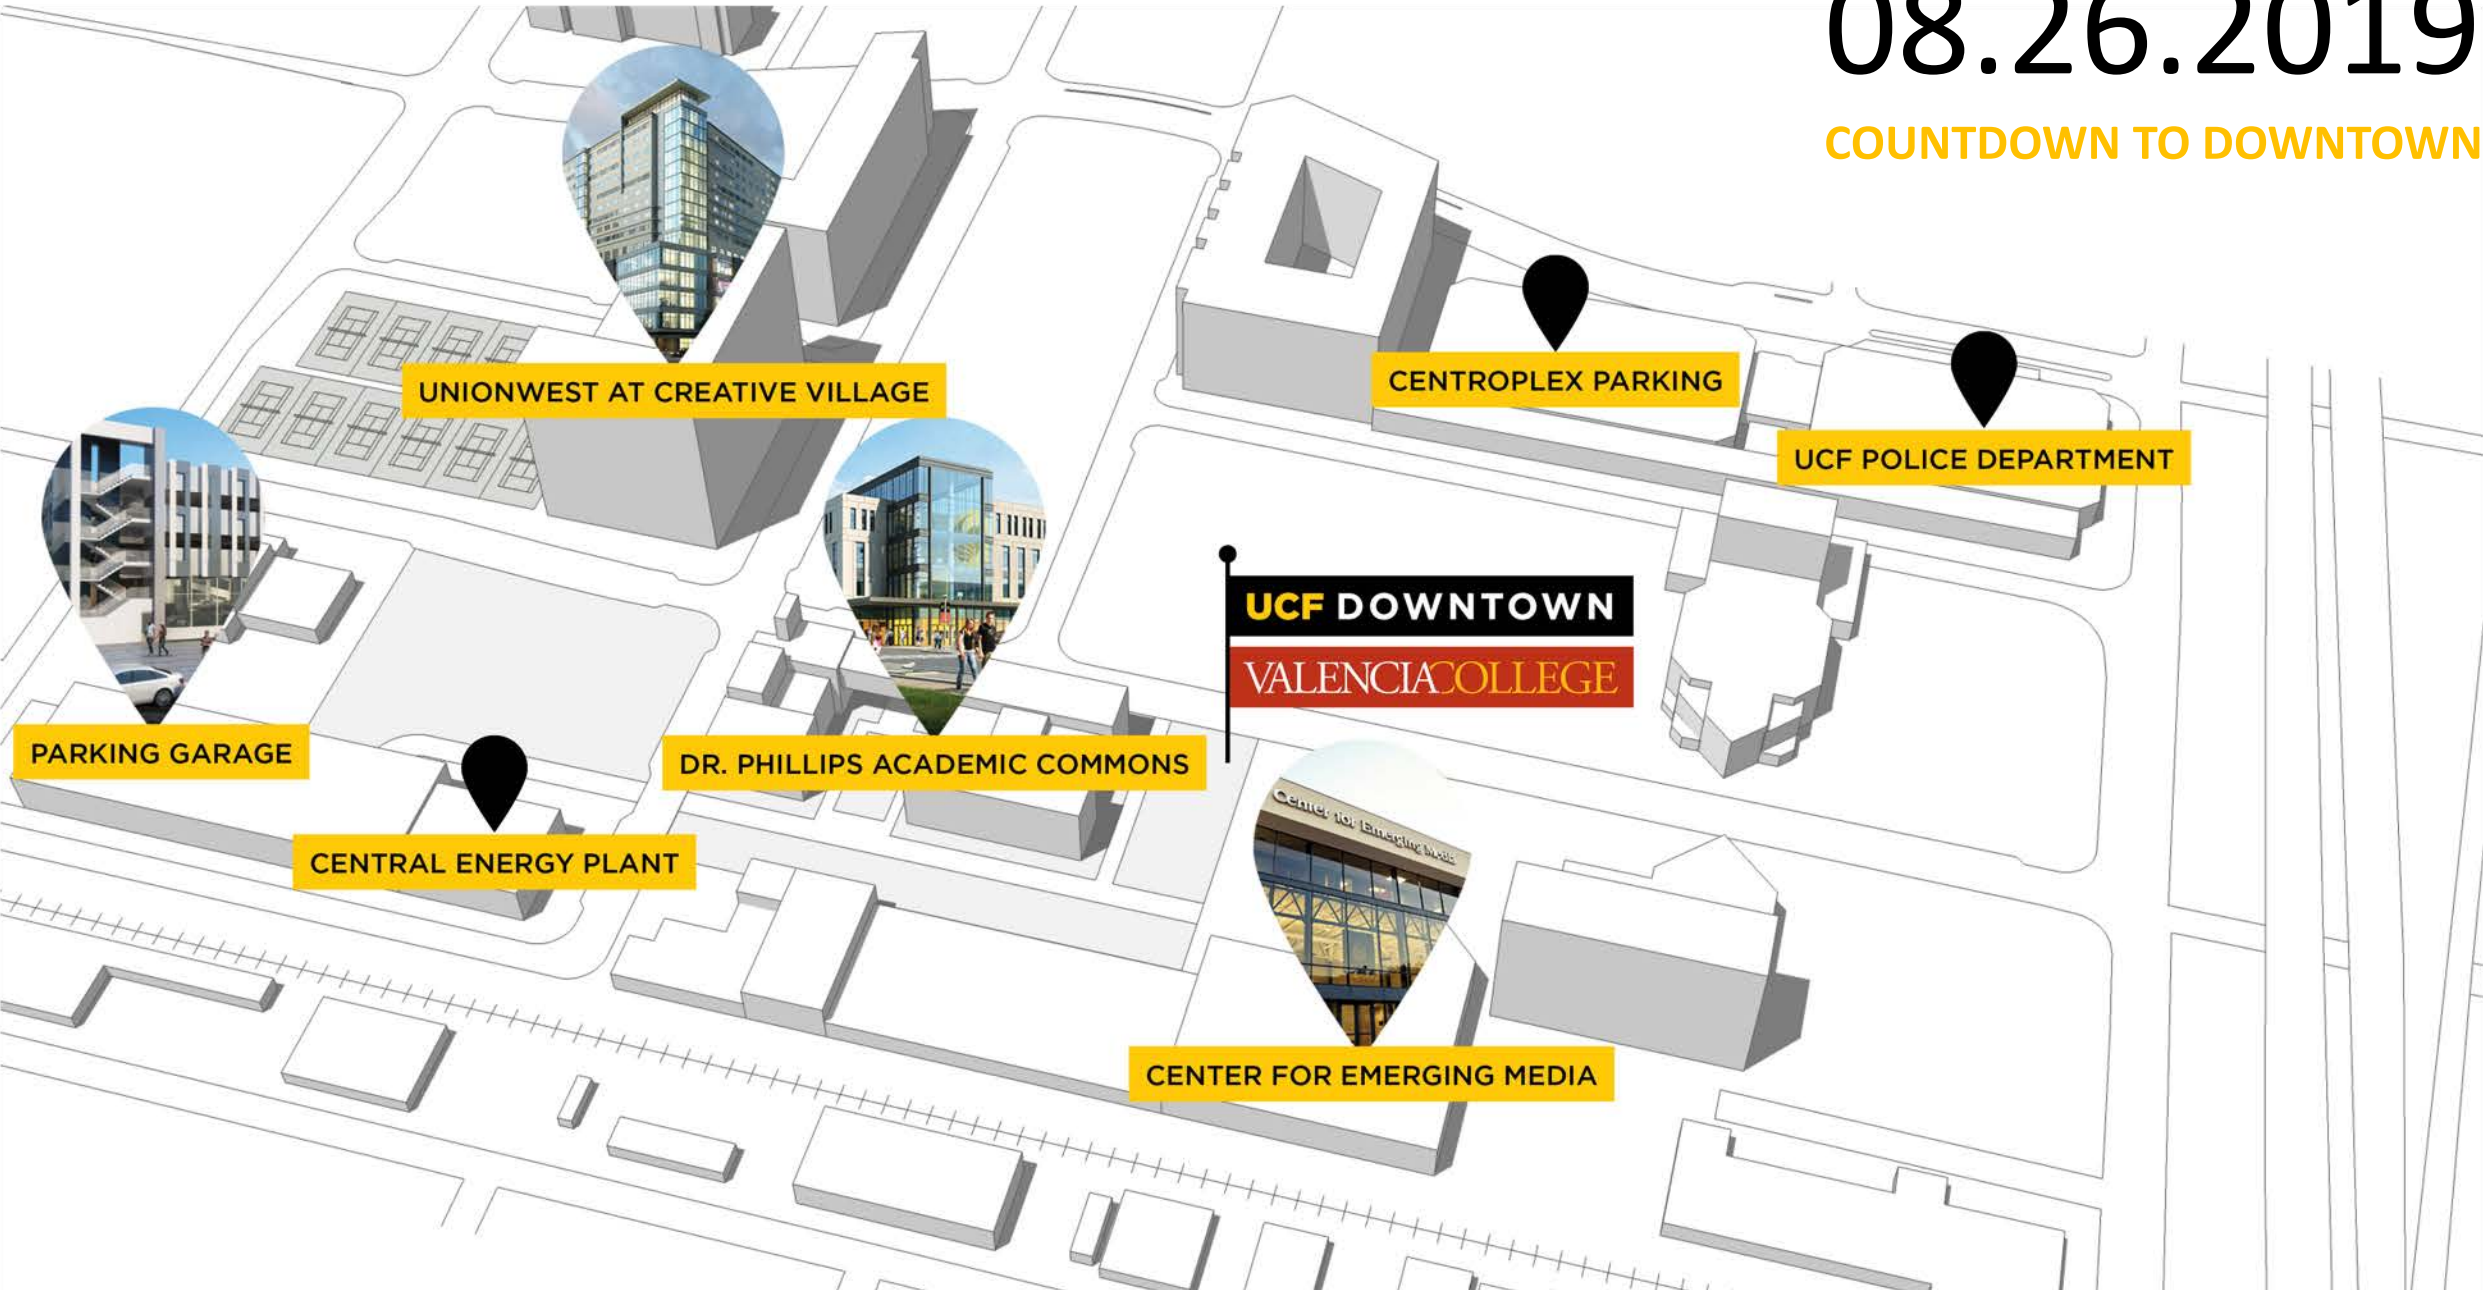 08.26.2019
COUNTDOWN TO DOWNTOWN
UNIONWEST AT CREATIVE VILLAGE
CENTROPLEX PARKING
UCF POLICE DEPARTMENT
UCF DOWNTOWN
VALENCIACOLLEGE
PARKING GARAGE
DR. PHILLIPS ACADEMIC COMMONS
Center for Emerging Media
CENTRAL ENERGY PLANT
CENTER FOR EMERGING MEDIA